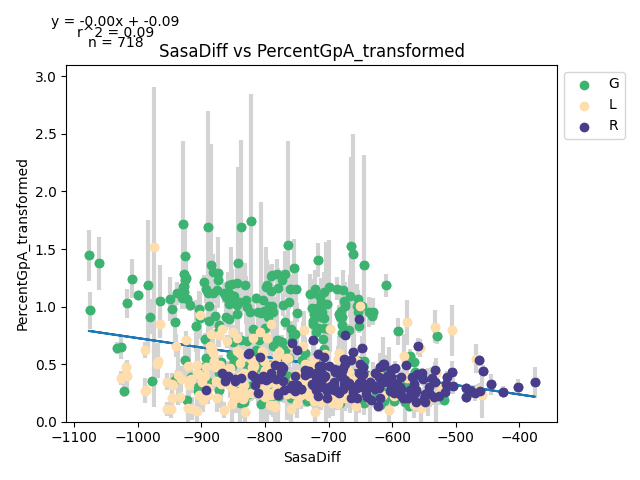 y = -0.00x + -0.09
r^2 = 0.09
n = 718
SasaDiff vs PercentGpA_transformed
G
L
R
PercentGpA_transformed
3.0
2.5
2.0
1.5
1.0
0.5
0.0
−1100 −1000 −900 −800 −700 −600 −500 −400
SasaDiff